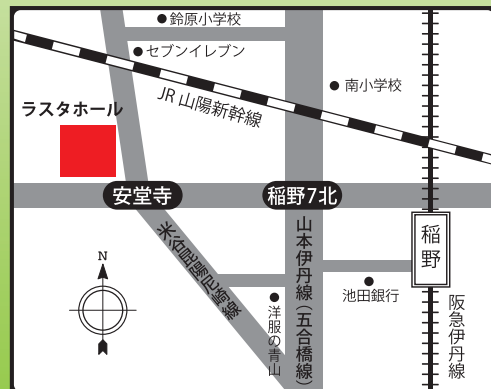 鈴原小学校
セブンイレブン
南小学校
JR山陽新幹線
ラスタホール
安堂寺
稲野7北
米谷昆陽尼崎線
山本伊丹線(五合橋線)
稲野
池田銀行
洋服の青山
阪急伊丹線
N